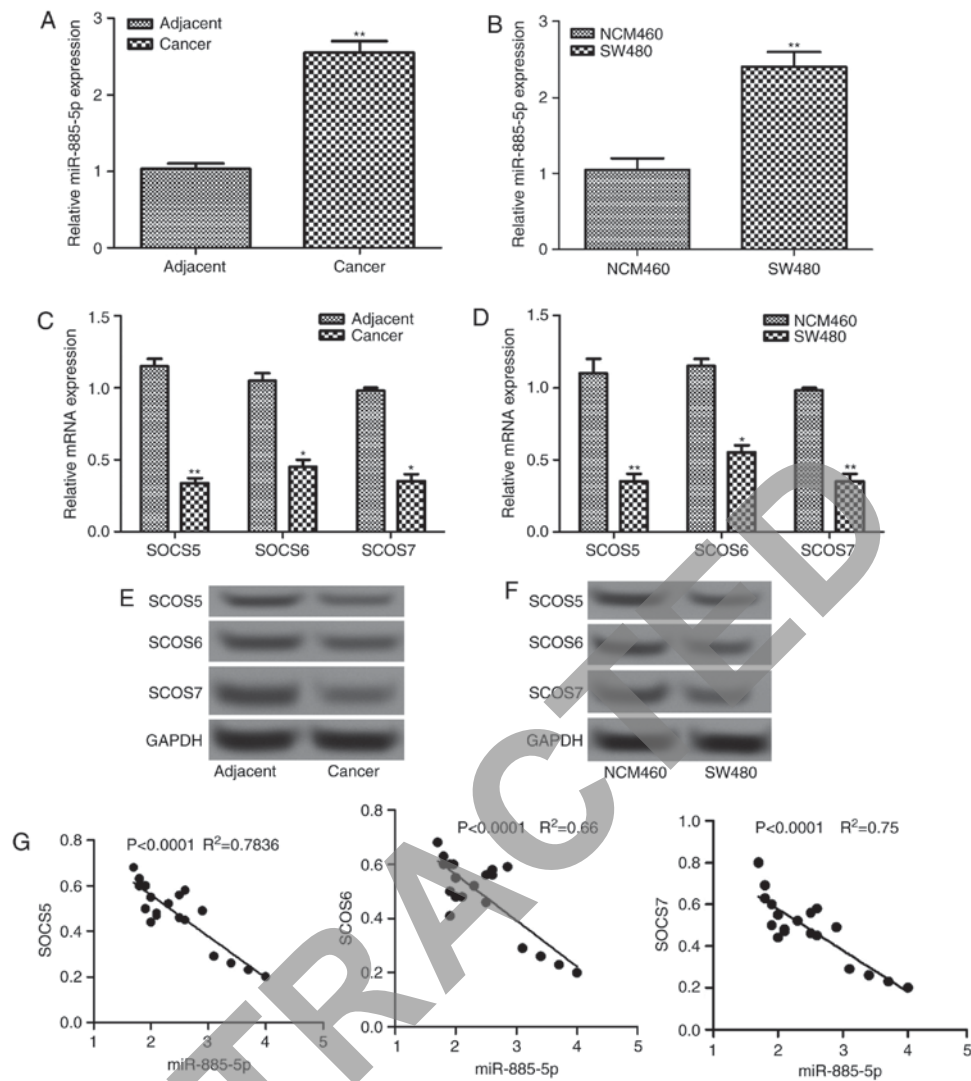 A
Adjacent
Cancer
Relative miR-885-5p expression
3
2
1
0
**
Adjacent Cancer
B
NCM460
SW480
Relative miR-885-5p expression
3
2
1
0
**
NCM460 SW480
C
Adjacent
Cancer
Relative mRNA expression
1.5
1.0
0.5
0.0
** * *
SOCS5 SOCS6 SCOS7
D
NCM460
SW480
Relative mRNA expression
1.5
1.0
0.5
0.0
** * **
SCOS5 SCOS6 SCOS7
E
SCOS5
SCOS6
SCOS7
GAPDH
Adjacent Cancer
F
SCOS5
SCOS6
SCOS7
GAPDH
NCM460 SW480
G
P<0.0001 R²=0.7836
SOCS5
0.8
0.6
0.4
0.2
0.0
1 2 3 4 5
miR-885-5p
P<0.0001 R²=0.66
SCOS6
0.8
0.6
0.4
0.2
0.0
1 2 3 4 5
miR-885-5p
P<0.0001 R²=0.75
SOCS7
1.0
0.8
0.6
0.4
0.2
0.0
1 2 3 4 5
miR-885-5p
TRACTED